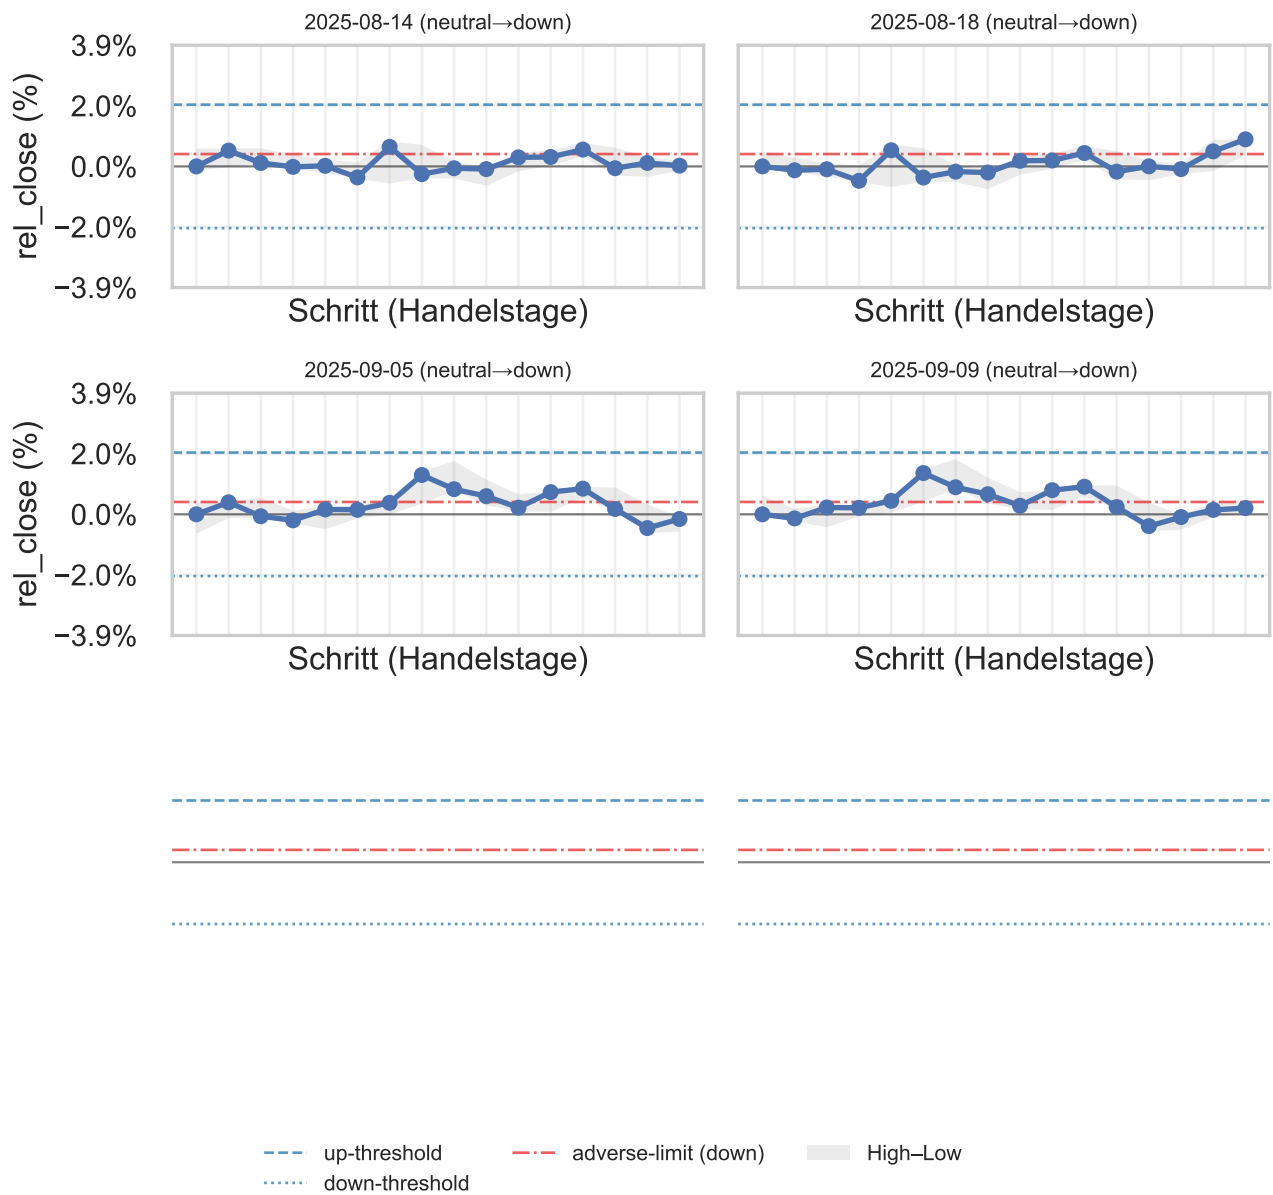 2025-08-14 (neutral→down)
2025-08-18 (neutral→down)
3.9%
2.0%
0.0%
−2.0%
−3.9%
rel_close (%)
Schritt (Handelstage)
Schritt (Handelstage)
2025-09-05 (neutral→down)
2025-09-09 (neutral→down)
3.9%
2.0%
0.0%
−2.0%
−3.9%
rel_close (%)
Schritt (Handelstage)
Schritt (Handelstage)
up-threshold
down-threshold
adverse-limit (down)
High–Low